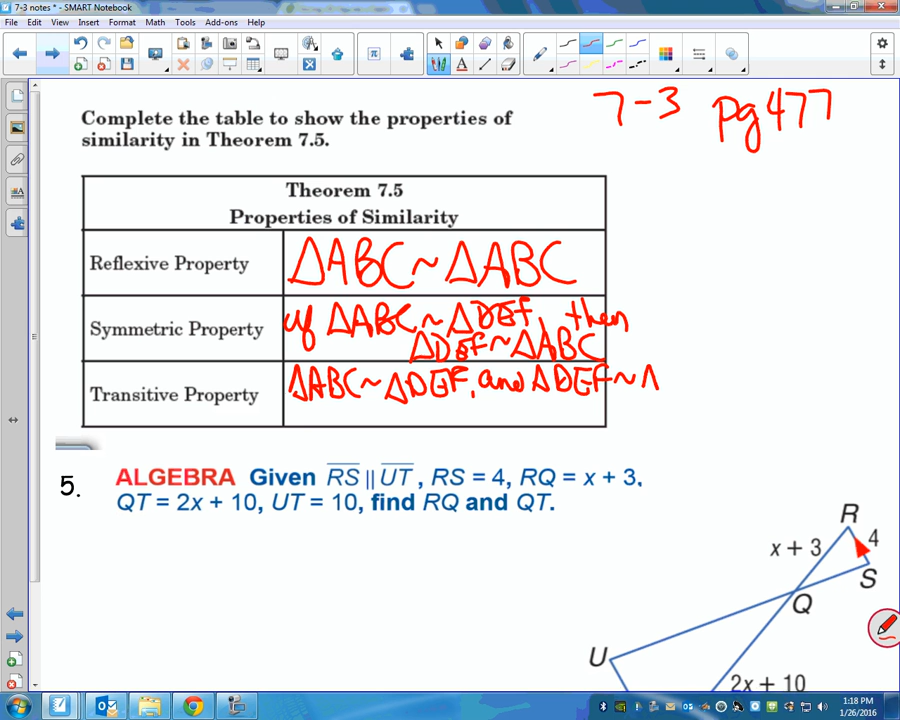 7-3 notes * - SMART Notebook
File Edit View Insert Format Math Tools Add-ons Help
7-3 pg 477
Complete the table to show the properties of
similarity in Theorem 7.5.
Theorem 7.5
Properties of Similarity
Reflexive Property
ΔABC ~ ΔABC
Symmetric Property
if ΔABC ~ ΔDEF, then
ΔDEF ~ ΔABC
Transitive Property
ΔABC ~ ΔDEF, and ΔDEF ~ Δ
5. ALGEBRA Given RS || UT, RS = 4, RQ = x + 3,
QT = 2x + 10, UT = 10, find RQ and QT.
R
x + 3
4
S
Q
U
2x + 10
1:18 PM
1/26/2016